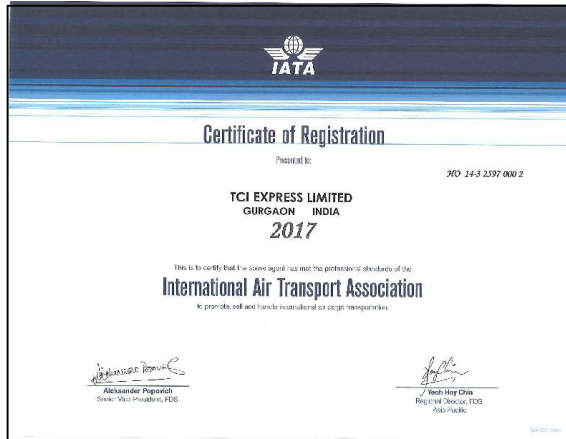 IATA
Certificate of Registration
Presented to:
HO 14-3 2597 000 2
TCI EXPRESS LIMITED
GURGAON INDIA
2017
This is to certify that the above agent has met the professional standards of the
International Air Transport Association
to promote, sell and handle international air cargo transportation.
Aleksander Popovich
Senior Vice President, FDS
Yeoh Hoy Chin
Regional Director, FDS
Asia Pacific